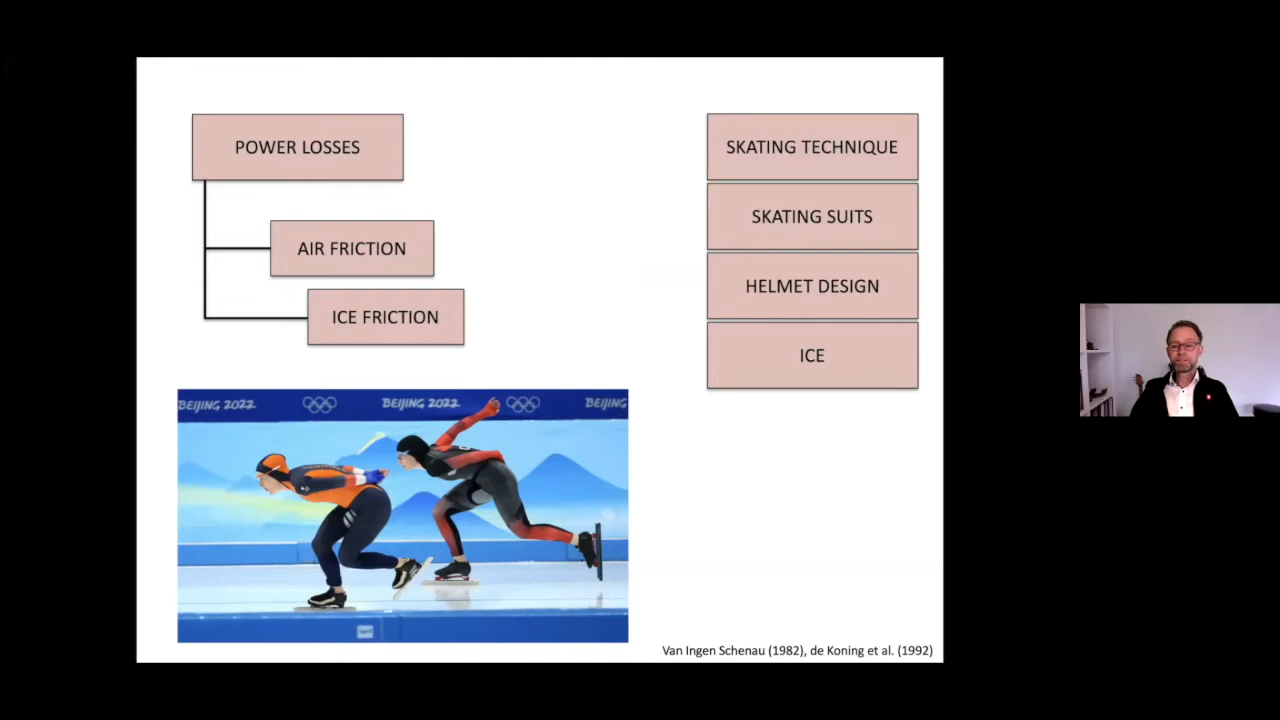 POWER LOSSES
AIR FRICTION
ICE FRICTION
SKATING TECHNIQUE
SKATING SUITS
HELMET DESIGN
ICE
BEIJING 2022
BEIJING 2022
BEIJING
Van Ingen Schenau (1982), de Koning et al. (1992)